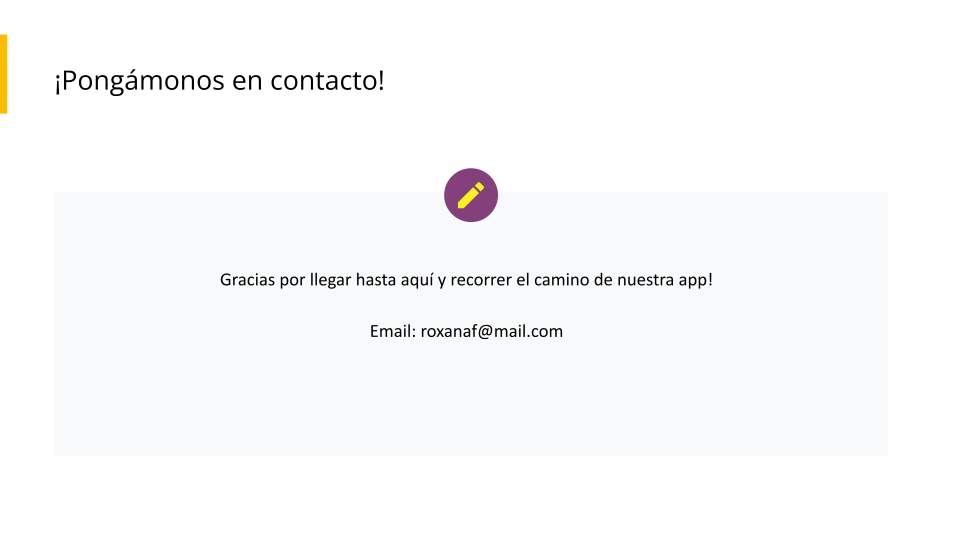 ¡Pongámonos en contacto!
Gracias por llegar hasta aquí y recorrer el camino de nuestra app!
Email: roxanaf@mail.com